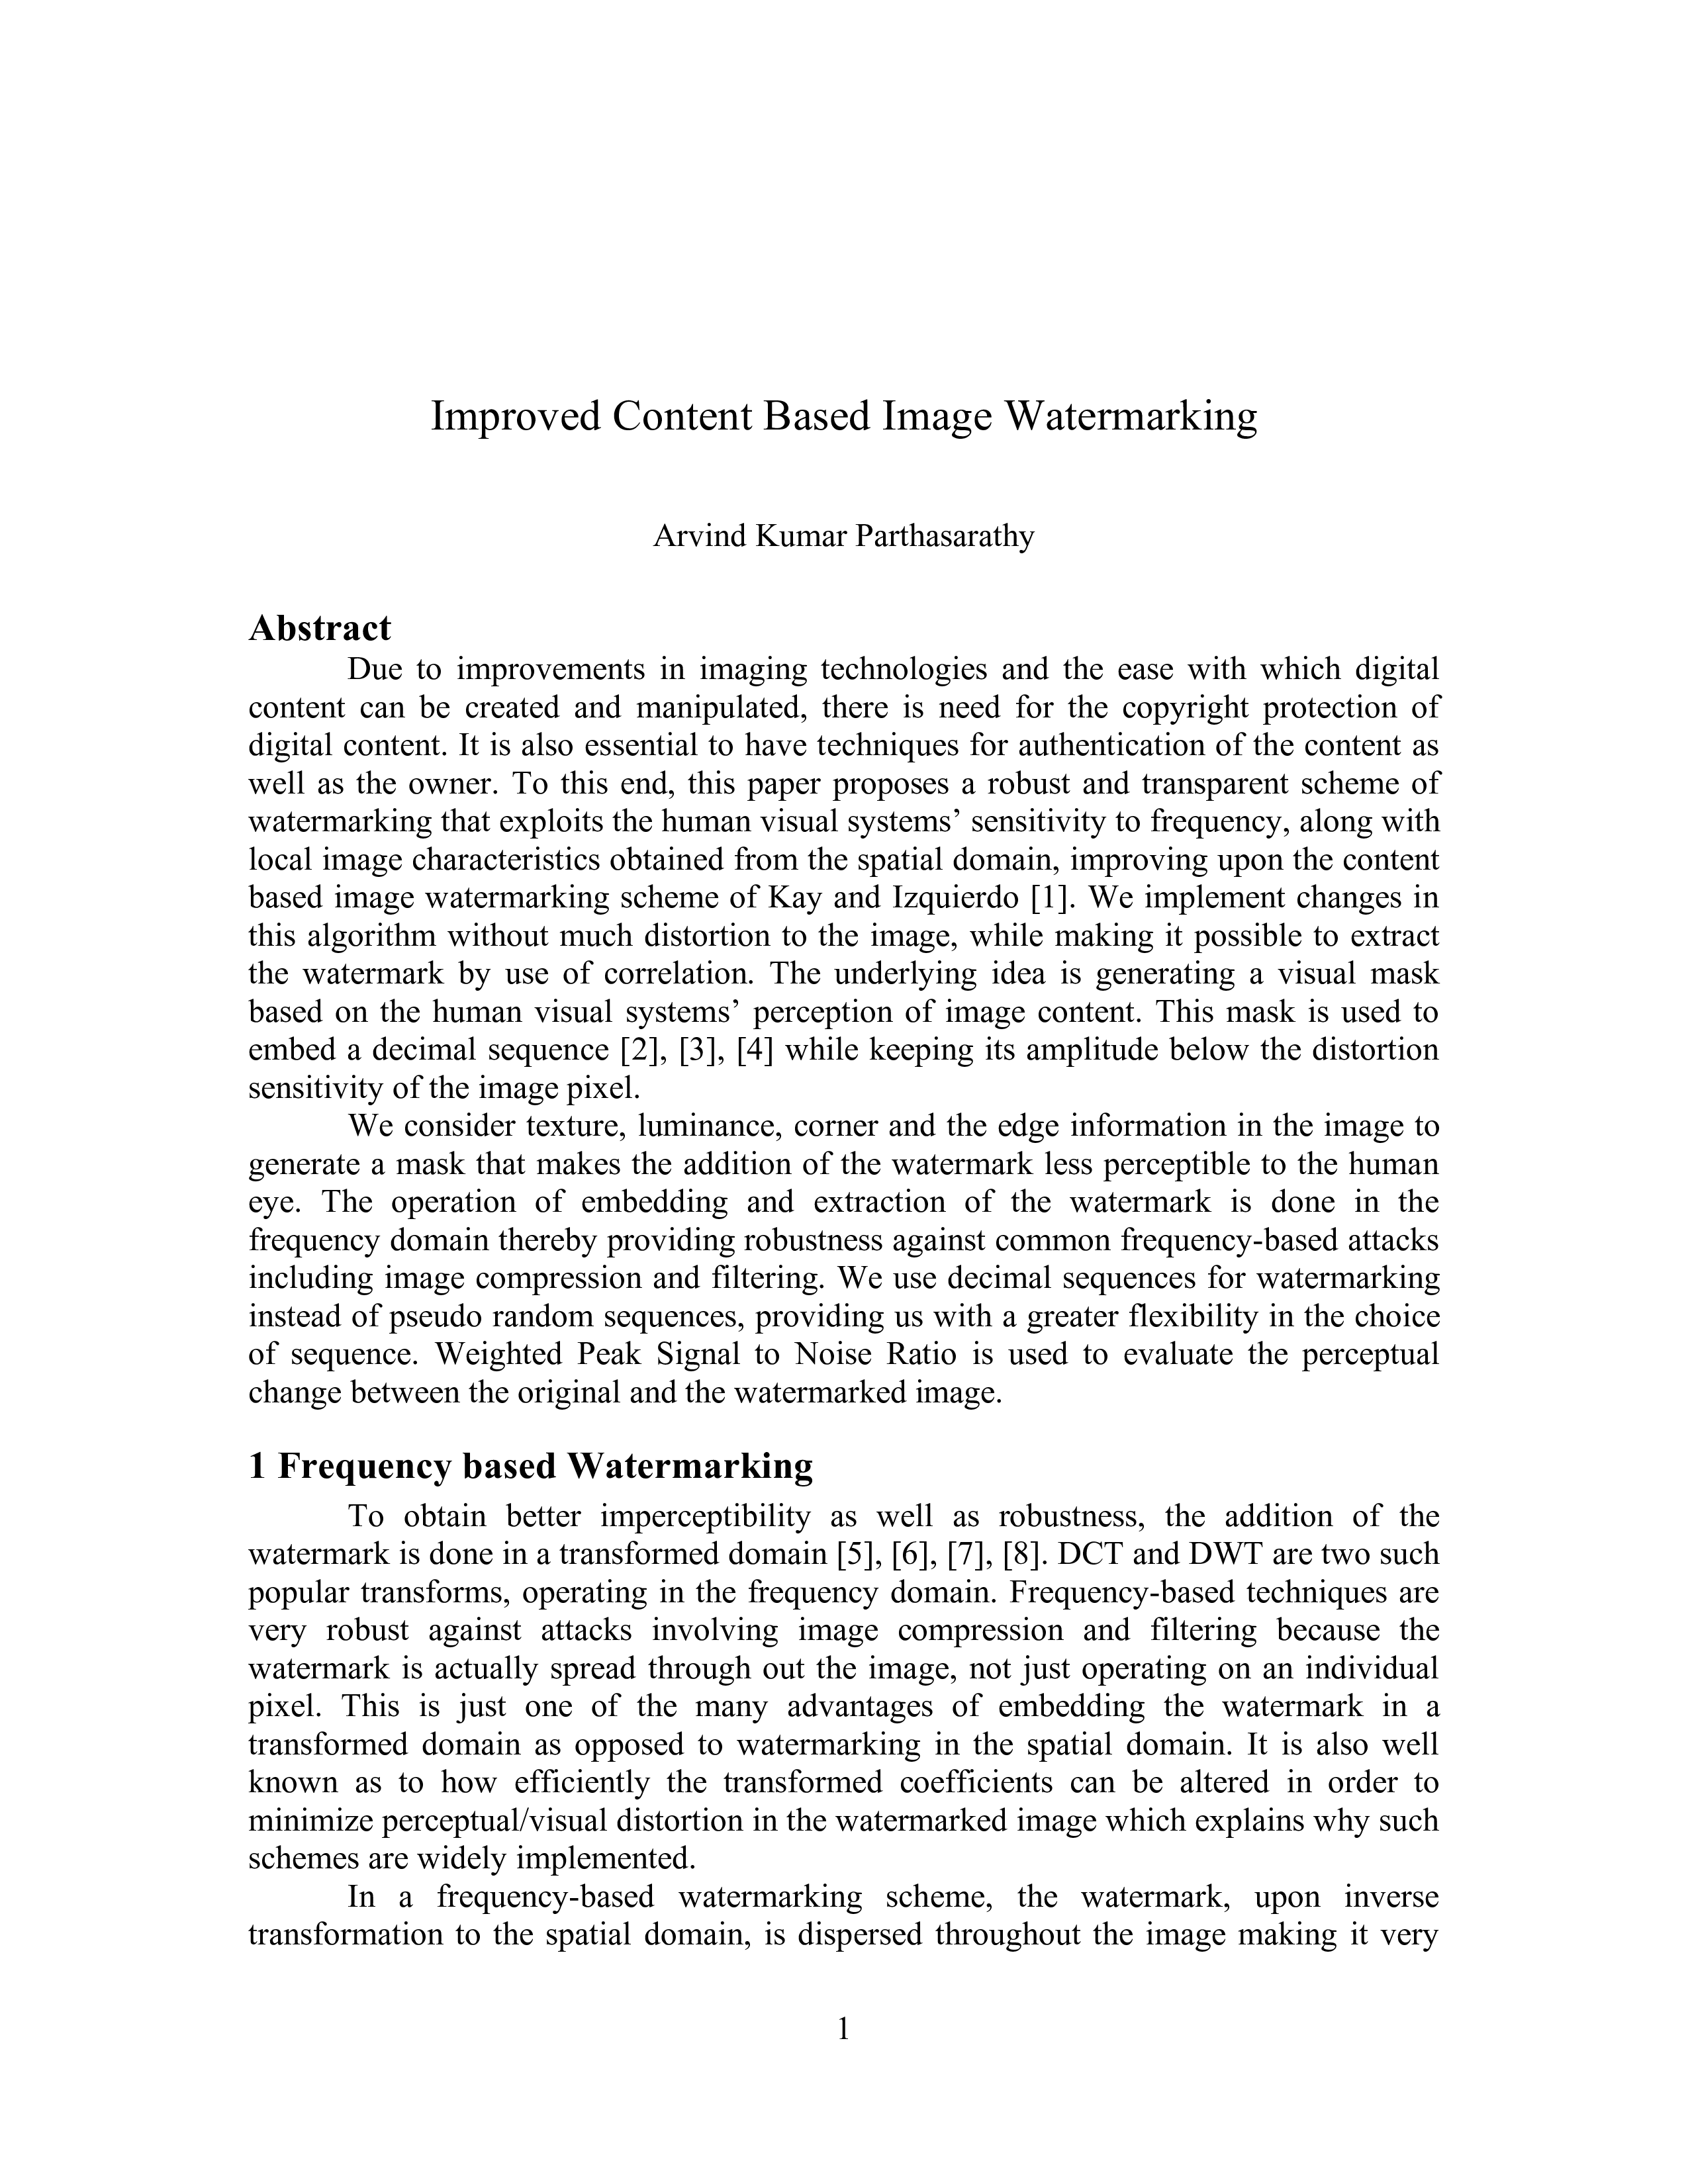 Improved Content Based Image Watermarking
Arvind Kumar Parthasarathy
Abstract
Due to improvements in imaging technologies and the ease with which digital
content can be created and manipulated, there is need for the copyright protection of
digital content. It is also essential to have techniques for authentication of the content as
well as the owner. To this end, this paper proposes a robust and transparent scheme of
watermarking that exploits the human visual systems’ sensitivity to frequency, along with
local image characteristics obtained from the spatial domain, improving upon the content
based image watermarking scheme of Kay and Izquierdo [1]. We implement changes in
this algorithm without much distortion to the image, while making it possible to extract
the watermark by use of correlation. The underlying idea is generating a visual mask
based on the human visual systems’ perception of image content. This mask is used to
embed a decimal sequence [2], [3], [4] while keeping its amplitude below the distortion
sensitivity of the image pixel.
We consider texture, luminance, corner and the edge information in the image to
generate a mask that makes the addition of the watermark less perceptible to the human
eye. The operation of embedding and extraction of the watermark is done in the
frequency domain thereby providing robustness against common frequency-based attacks
including image compression and filtering. We use decimal sequences for watermarking
instead of pseudo random sequences, providing us with a greater flexibility in the choice
of sequence. Weighted Peak Signal to Noise Ratio is used to evaluate the perceptual
change between the original and the watermarked image.
1 Frequency based Watermarking
To obtain better imperceptibility as well as robustness, the addition of the
watermark is done in a transformed domain [5], [6], [7], [8]. DCT and DWT are two such
popular transforms, operating in the frequency domain. Frequency-based techniques are
very robust against attacks involving image compression and filtering because the
watermark is actually spread through out the image, not just operating on an individual
pixel. This is just one of the many advantages of embedding the watermark in a
transformed domain as opposed to watermarking in the spatial domain. It is also well
known as to how efficiently the transformed coefficients can be altered in order to
minimize perceptual/visual distortion in the watermarked image which explains why such
schemes are widely implemented.
In a frequency-based watermarking scheme, the watermark, upon inverse
transformation to the spatial domain, is dispersed throughout the image making it very
1